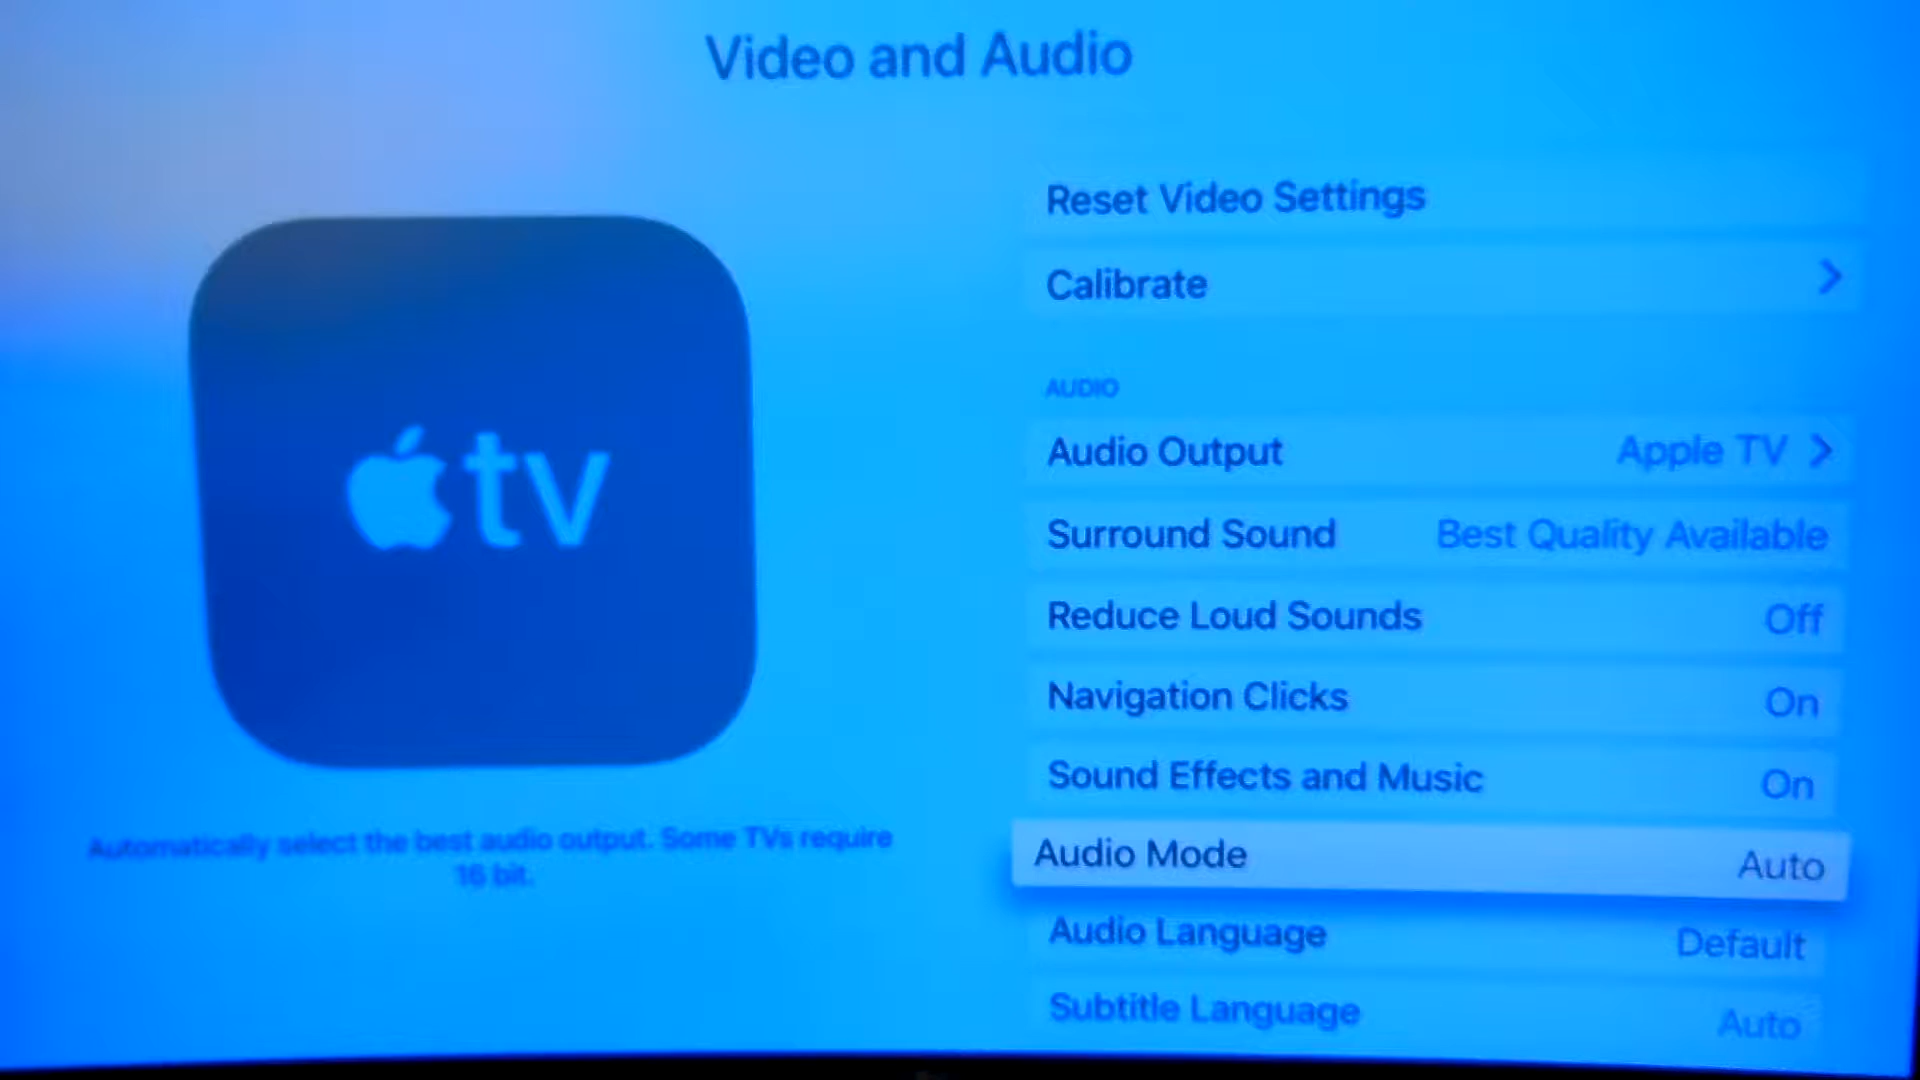 Video and Audio
Reset Video Settings
Calibrate
AUDIO
Audio Output Apple TV
Surround Sound Best Quality Available
Reduce Loud Sounds Off
Navigation Clicks On
Sound Effects and Music On
Audio Mode Auto
Audio Language Default
Subtitle Language Auto
tv
Automatically select the best audio output. Some TVs require
16 bit.